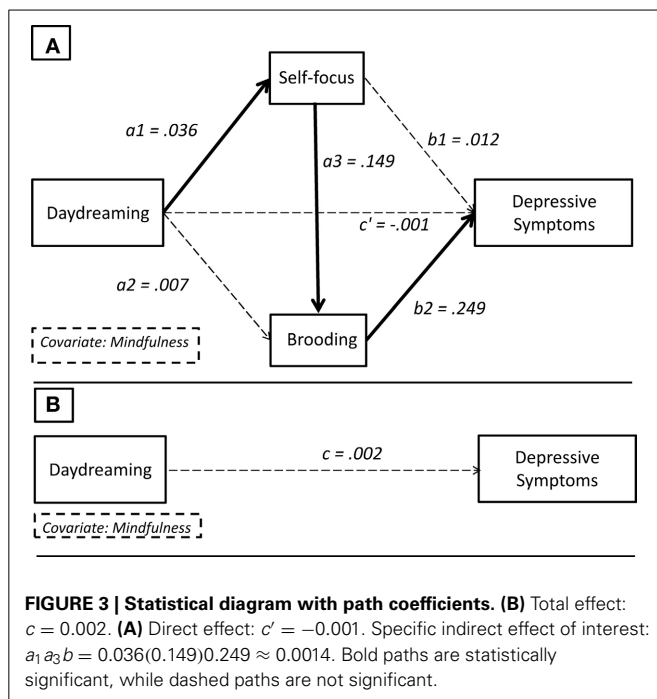 A
Self-focus
a1 = .036
b1 = .012
a3 = .149
Daydreaming
Depressive
Symptoms
c' = -.001
a2 = .007
b2 = .249
Brooding
Covariate: Mindfulness
B
c = .002
Daydreaming
Depressive
Symptoms
Covariate: Mindfulness
FIGURE 3 | Statistical diagram with path coefficients. (B) Total effect:
c = 0.002. (A) Direct effect: c′ = −0.001. Specific indirect effect of interest:
a₁a₃b = 0.036(0.149)0.249 ≈ 0.0014. Bold paths are statistically
significant, while dashed paths are not significant.